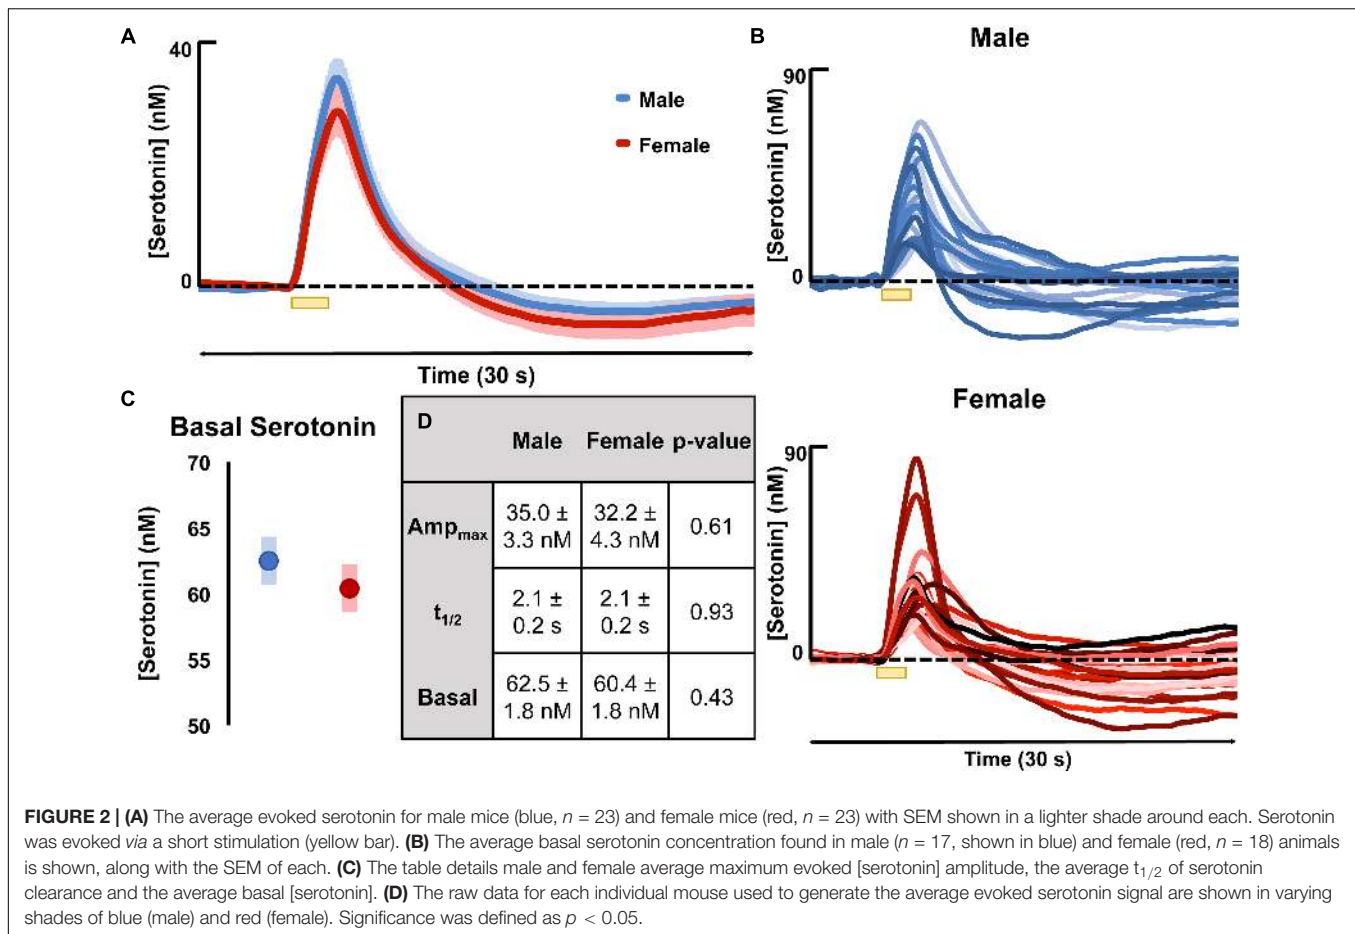 A
40
[Serotonin] (nM)
0
Male
Female
Time (30 s)
B
Male
90
[Serotonin] (nM)
0
Female
90
[Serotonin] (nM)
0
Time (30 s)
C
Basal Serotonin
70
65
60
55
50
[Serotonin] (nM)
D
Male Female p-value
Ampmax 35.0 ± 3.3 nM 32.2 ± 4.3 nM 0.61
t1/2 2.1 ± 0.2 s 2.1 ± 0.2 s 0.93
Basal 62.5 ± 1.8 nM 60.4 ± 1.8 nM 0.43
FIGURE 2 | (A) The average evoked serotonin for male mice (blue, n = 23) and female mice (red, n = 23) with SEM shown in a lighter shade around each. Serotonin
was evoked via a short stimulation (yellow bar). (B) The average basal serotonin concentration found in male (n = 17, shown in blue) and female (red, n = 18) animals
is shown, along with the SEM of each. (C) The table details male and female average maximum evoked [serotonin] amplitude, the average t1/2 of serotonin
clearance and the average basal [serotonin]. (D) The raw data for each individual mouse used to generate the average evoked serotonin signal are shown in varying
shades of blue (male) and red (female). Significance was defined as p < 0.05.